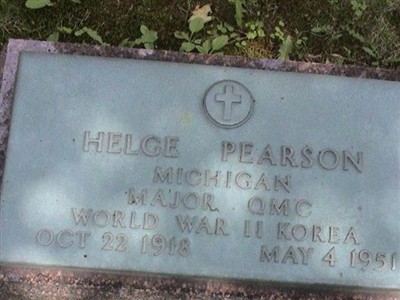 HELGE PEARSON
MICHIGAN
MAJOR QMC
WORLD WAR II KOREA
OCT 22 1918 MAY 4 1951